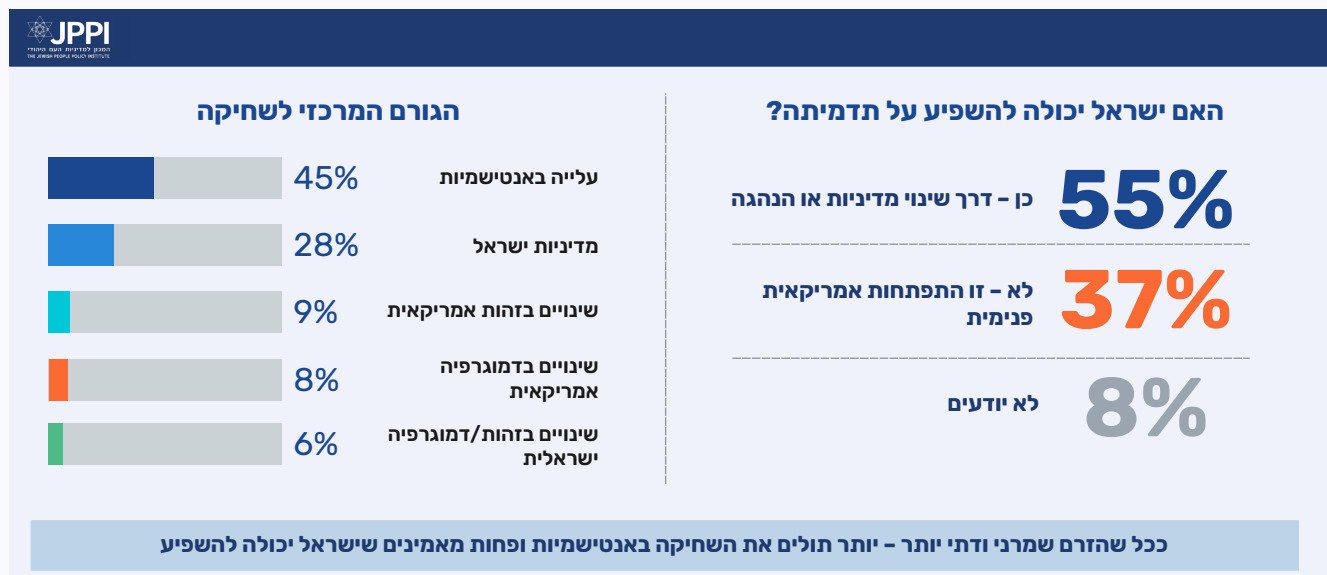 JPPI
המכון למדיניות העם היהודי
THE JEWISH PEOPLE POLICY INSTITUTE
האם ישראל יכולה להשפיע על תדמיתה?
55%
כן – דרך שינוי מדיניות או הנהגה
37%
לא – זו התפתחות אמריקאית
פנימית
8%
לא יודעים
הגורם המרכזי לשחיקה
עלייה באנטישמיות
45%
מדיניות ישראל
28%
שינויים בזהות אמריקאית
9%
שינויים בדמוגרפיה
אמריקאית
8%
שינויים בזהות/דמוגרפיה
ישראלית
6%
ככל שהזרם שמרני ודתי יותר – יותר תולים את השחיקה באנטישמיות ופחות מאמינים שישראל יכולה להשפיע